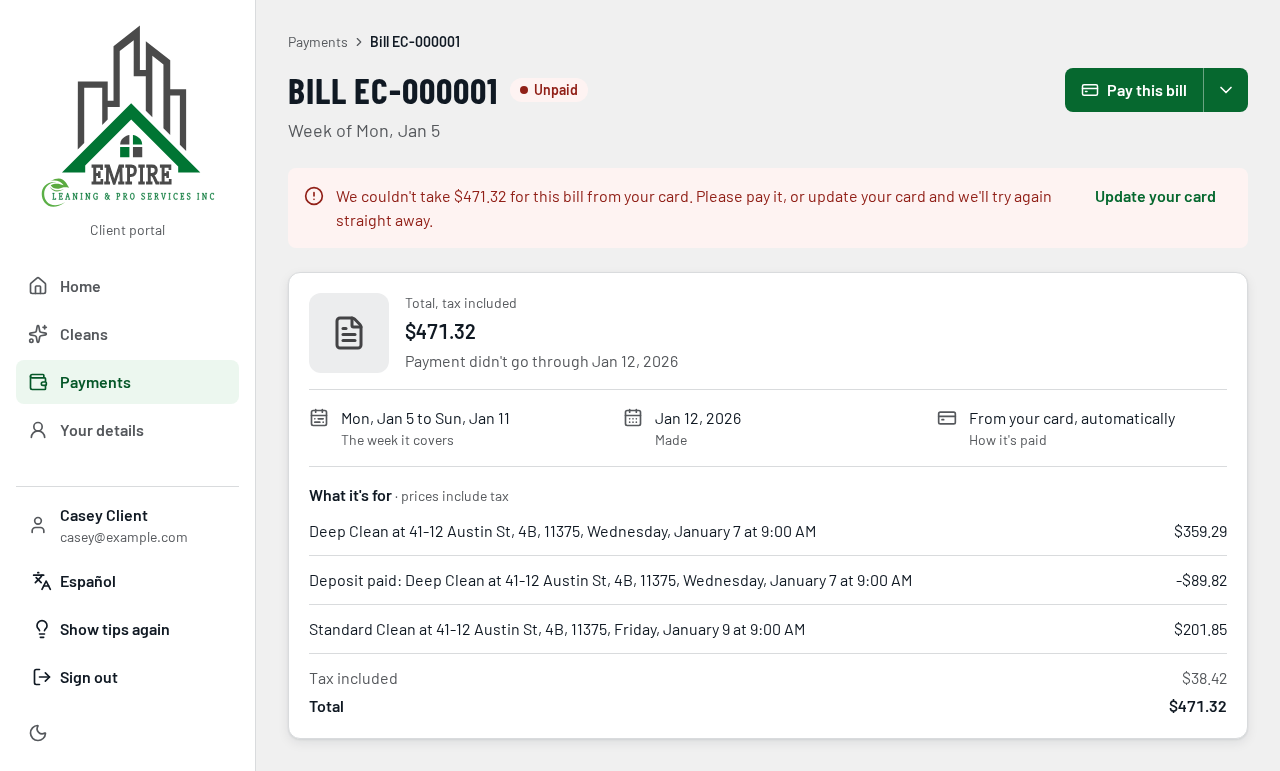 EMPIRE
LEANING & PRO SERVICES INC
Client portal
Home
Cleans
Payments
Your details
Casey Client
casey@example.com
Español
Show tips again
Sign out
Payments > Bill EC-000001
BILL EC-000001
Unpaid
Week of Mon, Jan 5
Pay this bill
We couldn't take $471.32 for this bill from your card. Please pay it, or update your card and we'll try again
straight away.
Update your card
Total, tax included
$471.32
Payment didn't go through Jan 12, 2026
Mon, Jan 5 to Sun, Jan 11
The week it covers
Jan 12, 2026
Made
From your card, automatically
How it's paid
What it's for · prices include tax
Deep Clean at 41-12 Austin St, 4B, 11375, Wednesday, January 7 at 9:00 AM $359.29
Deposit paid: Deep Clean at 41-12 Austin St, 4B, 11375, Wednesday, January 7 at 9:00 AM -$89.82
Standard Clean at 41-12 Austin St, 4B, 11375, Friday, January 9 at 9:00 AM $201.85
Tax included $38.42
Total $471.32